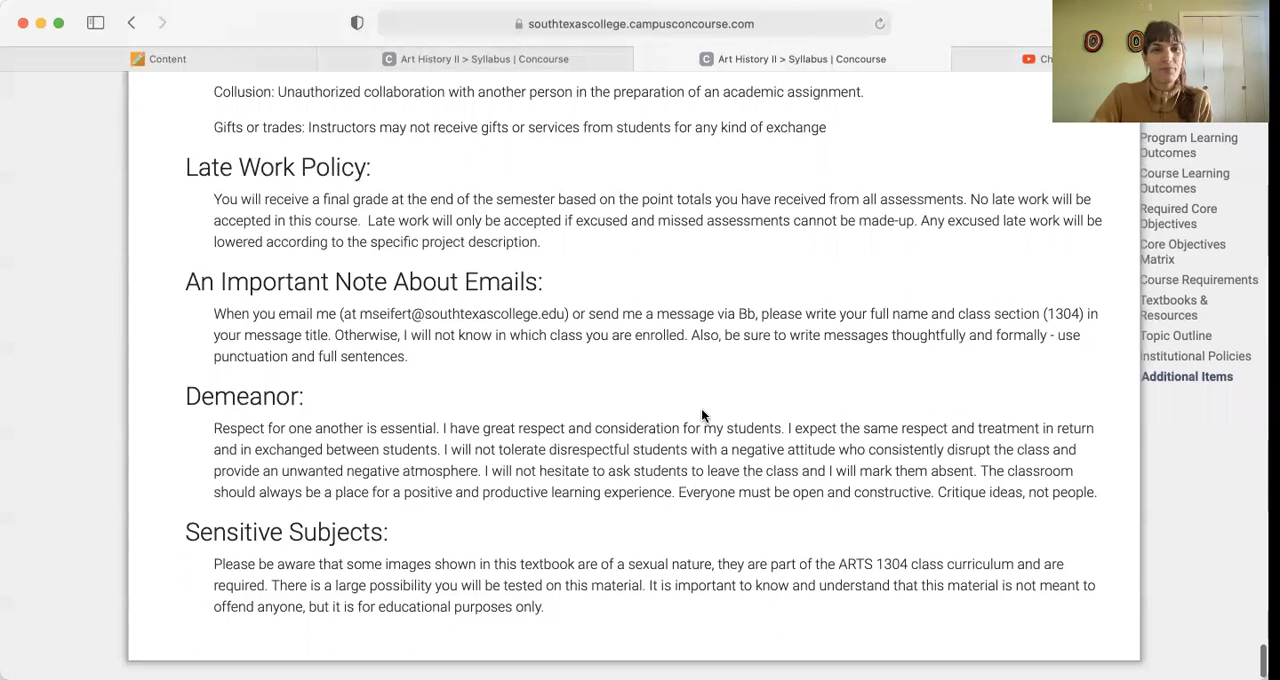 southtexascollege.campusconcourse.com
Content
Art History II > Syllabus | Concourse
Art History II > Syllabus | Concourse
Ch
Collusion: Unauthorized collaboration with another person in the preparation of an academic assignment.
Gifts or trades: Instructors may not receive gifts or services from students for any kind of exchange
Late Work Policy:
You will receive a final grade at the end of the semester based on the point totals you have received from all assessments. No late work will be
accepted in this course.  Late work will only be accepted if excused and missed assessments cannot be made-up. Any excused late work will be
lowered according to the specific project description.
An Important Note About Emails:
When you email me (at mseifert@southtexascollege.edu) or send me a message via Bb, please write your full name and class section (1304) in
your message title. Otherwise, I will not know in which class you are enrolled. Also, be sure to write messages thoughtfully and formally - use
punctuation and full sentences.
Demeanor:
Respect for one another is essential. I have great respect and consideration for my students. I expect the same respect and treatment in return
and in exchanged between students. I will not tolerate disrespectful students with a negative attitude who consistently disrupt the class and
provide an unwanted negative atmosphere. I will not hesitate to ask students to leave the class and I will mark them absent. The classroom
should always be a place for a positive and productive learning experience. Everyone must be open and constructive. Critique ideas, not people.
Sensitive Subjects:
Please be aware that some images shown in this textbook are of a sexual nature, they are part of the ARTS 1304 class curriculum and are
required. There is a large possibility you will be tested on this material. It is important to know and understand that this material is not meant to
offend anyone, but it is for educational purposes only.
Program Learning
Outcomes
Course Learning
Outcomes
Required Core
Objectives
Core Objectives
Matrix
Course Requirements
Textbooks &
Resources
Topic Outline
Institutional Policies
Additional Items